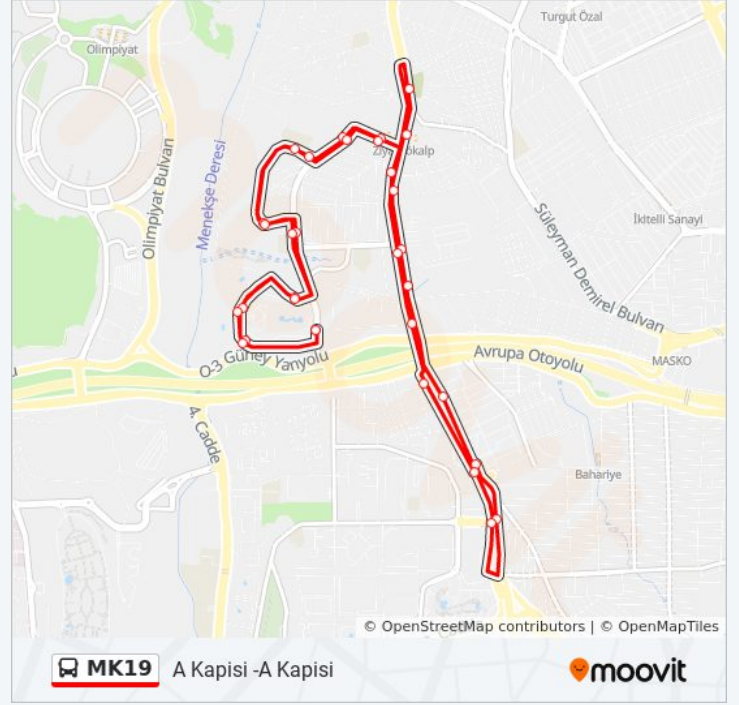 Turgut Özal
Olimpiyat
Olimpiyat Bulvarı
Menekşe Deresi
Ziya Gökalp
İkitelli Sanayi
Süleyman Demirel Bulvarı
O3 Güney Yanyolu
Avrupa Otoyolu
MASKO
4. Cadde
Bahariye
© OpenStreetMap contributors | © OpenMapTiles
MK19
A Kapisi -A Kapisi
moovit